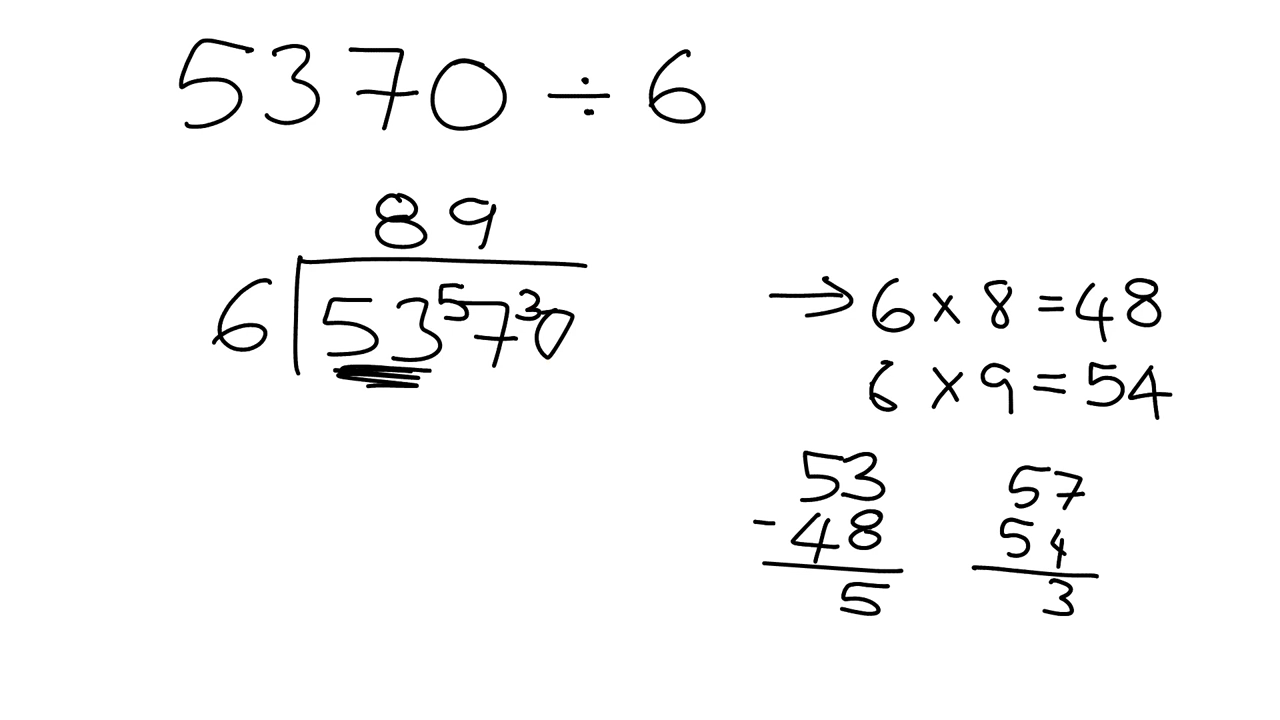 5370 ÷ 6
89
6 53⁵7³0
→ 6 × 8 = 48
6 × 9 = 54
53
- 48
5
57
54
3